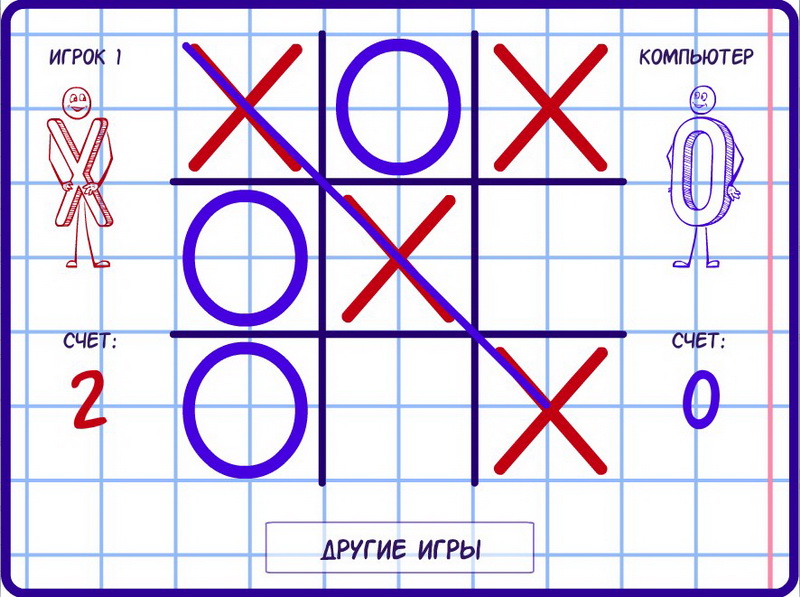 ИГРОК 1
КОМПЬЮТЕР
X O X
O X
O X
X
O
СЧЕТ:
2
СЧЕТ:
0
ДРУГИЕ ИГРЫ